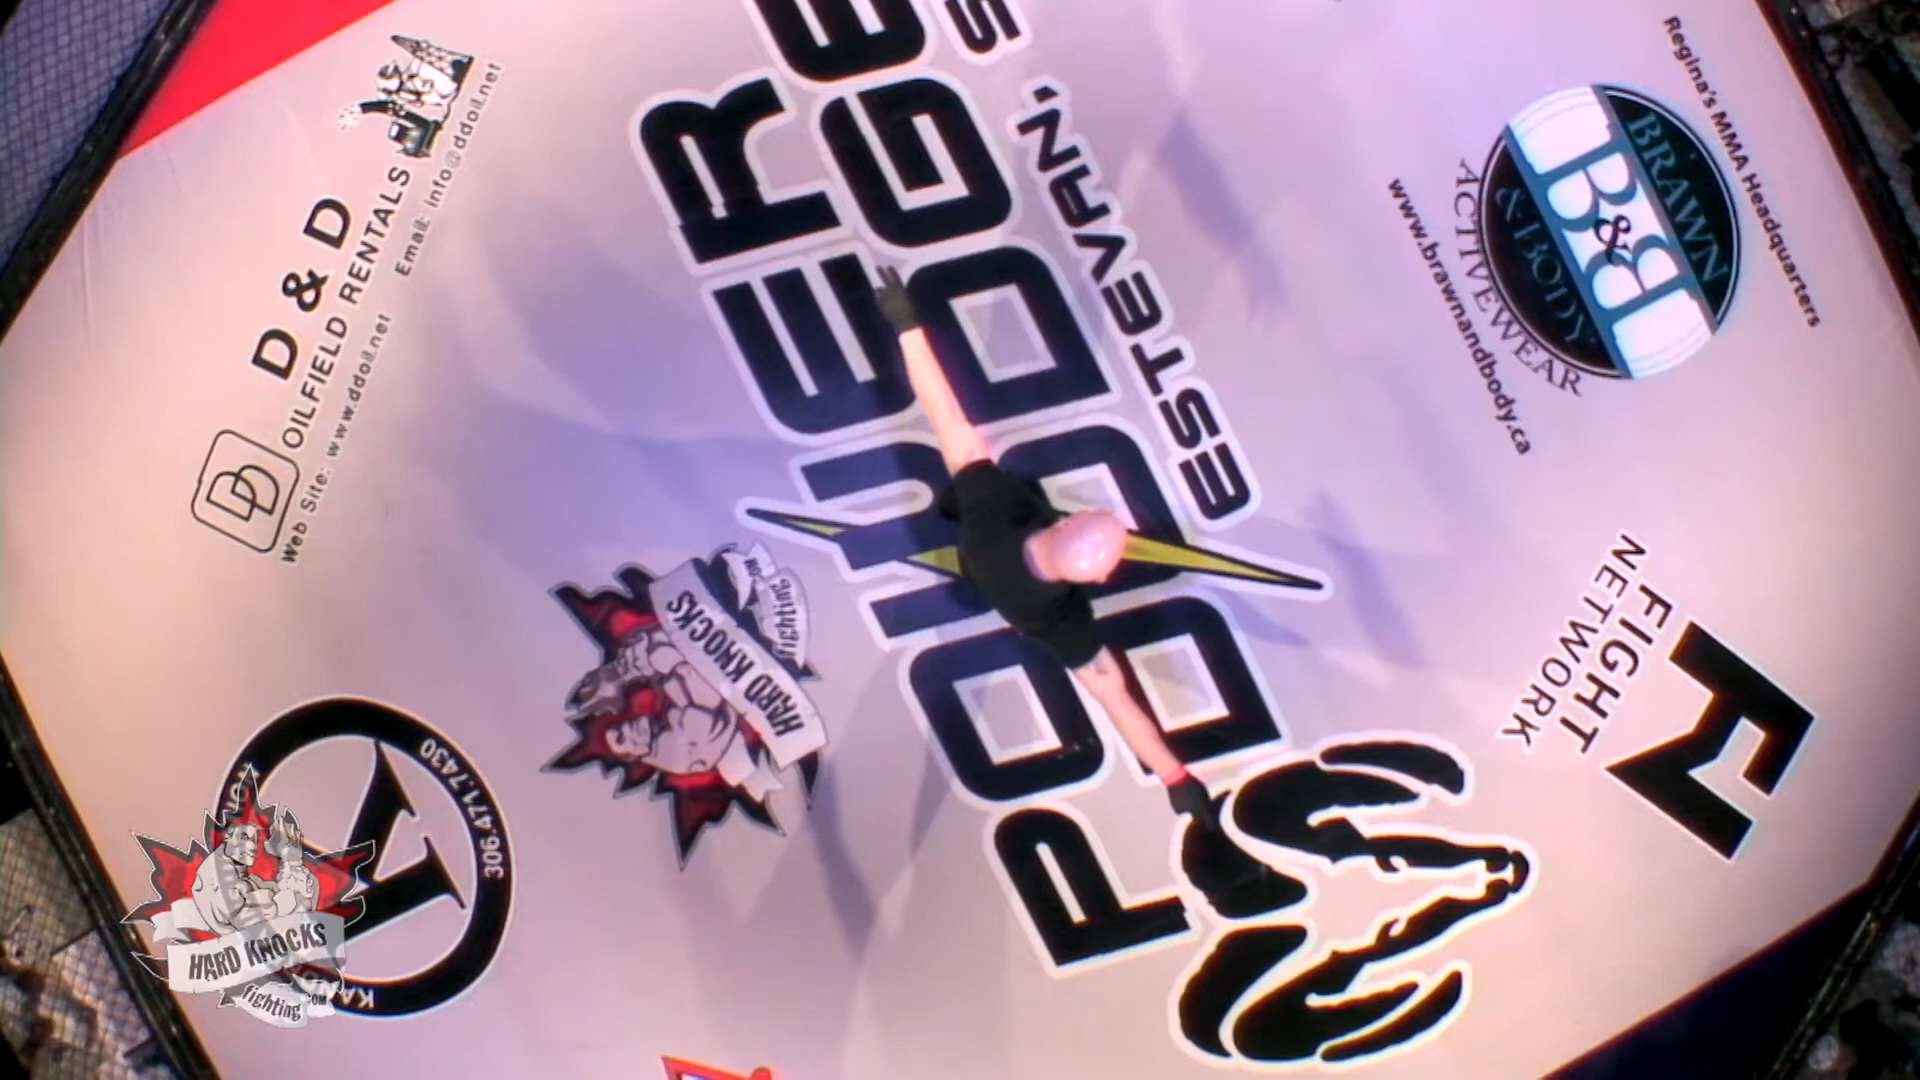 D & D
OILFIELD RENTALS
Web Site: www.ddoil.net
Email: info@ddoil.net
DD
POWER
DODGE
ESTEVAN, S
Regina's MMA Headquarters
BRAWN
B&B
& BODY
ACTIVEWEAR
www.brawnandbody.ca
FIGHT
NETWORK
HARD KNOCKS
fighting
.COM
306.471.7430
HARD KNOCKS
fighting.COM